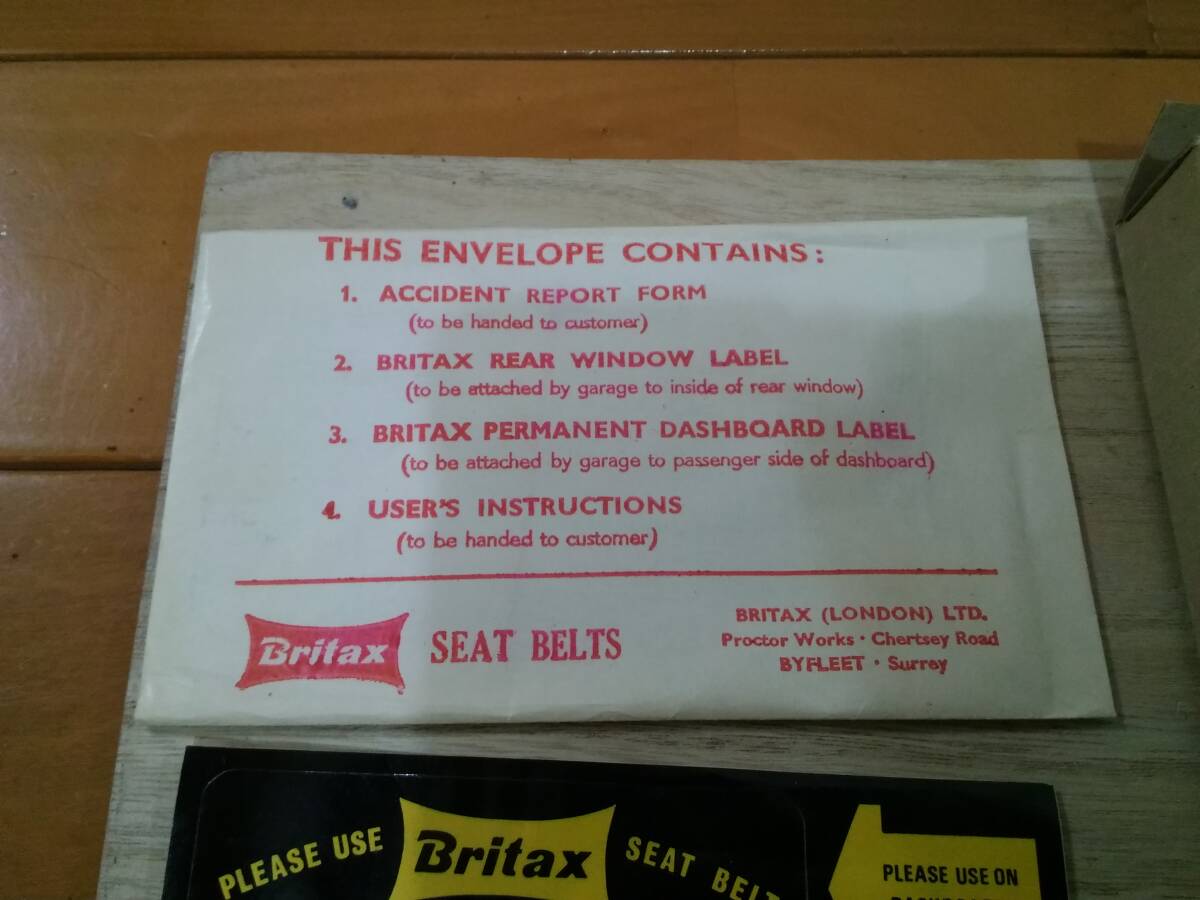 THIS ENVELOPE CONTAINS:
1. ACCIDENT REPORT FORM
(to be handed to customer)
2. BRITAX REAR WINDOW LABEL
(to be attached by garage to inside of rear window)
3. BRITAX PERMANENT DASHBOARD LABEL
(to be attached by garage to passenger side of dashboard)
4. USER'S INSTRUCTIONS
(to be handed to customer)
Britax SEAT BELTS
BRITAX (LONDON) LTD.
Proctor Works · Chertsey Road
BYFLEET · Surrey
PLEASE USE Britax SEAT BELTS
PLEASE USE ON